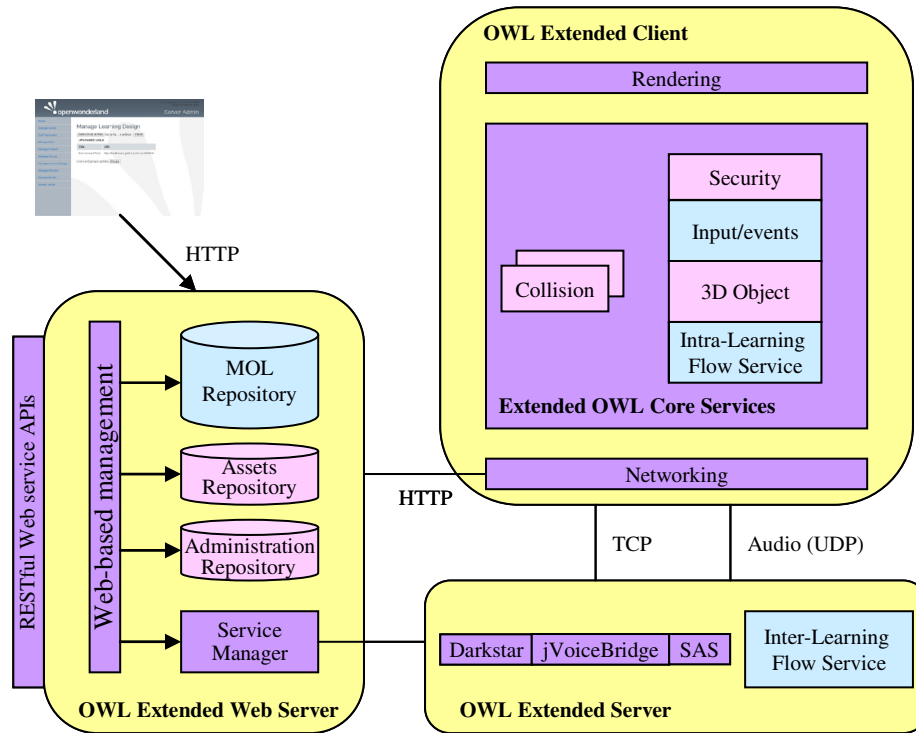 OWL Extended Client
Rendering
openwonderland
Server Admin
Manage Learning Design
Security
Input/events
HTTP
Collision
3D Object
MOL
Repository
Intra-Learning
Flow Service
Extended OWL Core Services
RESTful Web service APIs
Web-based management
Assets
Repository
Networking
HTTP
Administration
Repository
TCP
Audio (UDP)
Service
Manager
Darkstar
jVoiceBridge
SAS
Inter-Learning
Flow Service
OWL Extended Web Server
OWL Extended Server